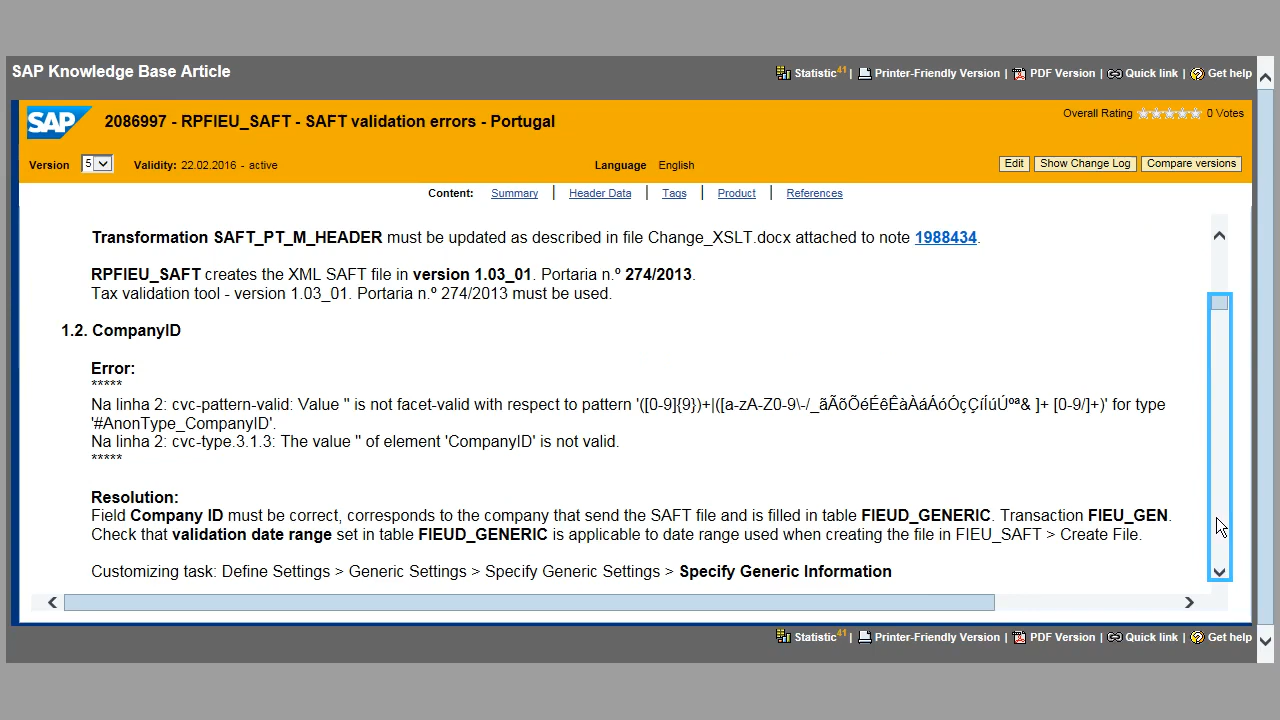 SAP Knowledge Base Article
Statistic41 | Printer-Friendly Version | PDF Version | Quick link | Get help
SAP 2086997 - RPFIEU_SAFT - SAFT validation errors - Portugal
Overall Rating 0 Votes
Version 5 Validity: 22.02.2016 - active Language English Edit Show Change Log Compare versions
Content: Summary | Header Data | Tags | Product | References
Transformation SAFT_PT_M_HEADER must be updated as described in file Change_XSLT.docx attached to note 1988434.
RPFIEU_SAFT creates the XML SAFT file in version 1.03_01. Portaria n.º 274/2013.
Tax validation tool - version 1.03_01. Portaria n.º 274/2013 must be used.
1.2. CompanyID
Error:
*****
Na linha 2: cvc-pattern-valid: Value '' is not facet-valid with respect to pattern '([0-9]{9})+|([a-zA-Z0-9\-/_ãÃõÕéÉêÊàÀáÁóÓçÇíÍúÚºª& ]+ [0-9/]+)' for type
'#AnonType_CompanyID'.
Na linha 2: cvc-type.3.1.3: The value '' of element 'CompanyID' is not valid.
*****
Resolution:
Field Company ID must be correct, corresponds to the company that send the SAFT file and is filled in table FIEUD_GENERIC. Transaction FIEU_GEN.
Check that validation date range set in table FIEUD_GENERIC is applicable to date range used when creating the file in FIEU_SAFT > Create File.
Customizing task: Define Settings > Generic Settings > Specify Generic Settings > Specify Generic Information
Statistic41 | Printer-Friendly Version | PDF Version | Quick link | Get help